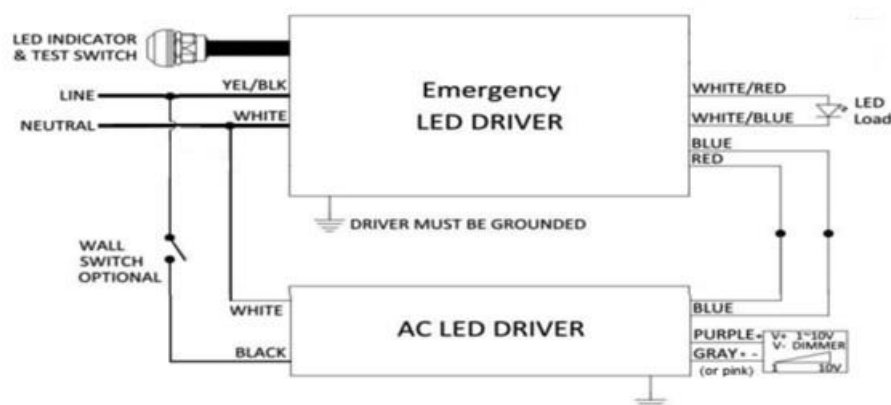 LED INDICATOR
& TEST SWITCH
YEL/BLK
LINE
WHITE
NEUTRAL
Emergency
LED DRIVER
WHITE/RED
WHITE/BLUE
LED
Load
BLUE
RED
DRIVER MUST BE GROUNDED
WALL
SWITCH
OPTIONAL
WHITE
BLACK
AC LED DRIVER
BLUE
PURPLE+
GRAY • -
(or pink)
V+ 1~10V
V- DIMMER
1 10V